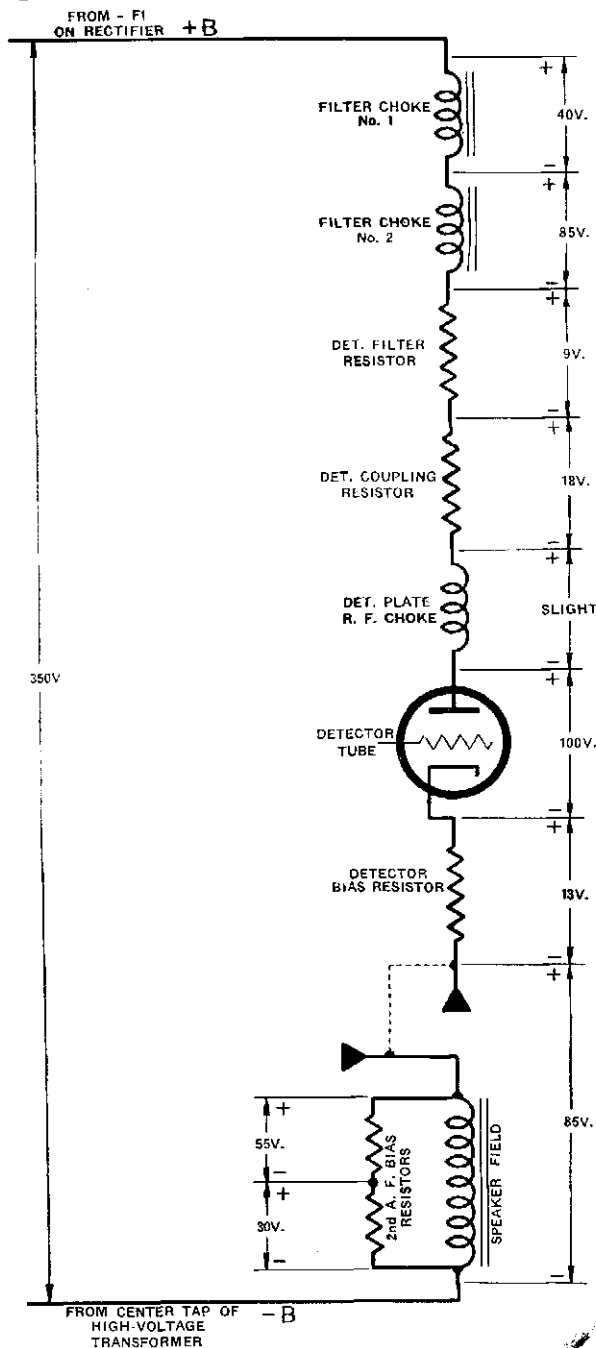 FROM - F1
ON RECTIFIER +B
+
FILTER CHOKE
No. 1
40V.
−
+
FILTER CHOKE
No. 2
85V.
−
+
DET. FILTER
RESISTOR
9V.
−
+
DET. COUPLING
RESISTOR
18V.
−
+
DET. PLATE
R. F. CHOKE
SLIGHT
350V
−
+
DETECTOR
TUBE
100V.
−
+
DETECTOR
BIAS RESISTOR
13V.
−
+
85V.
+
55V.
−
+
30V.
−
2nd A. F. BIAS
RESISTORS
SPEAKER FIELD
−
FROM CENTER TAP OF -B
HIGH-VOLTAGE
TRANSFORMER